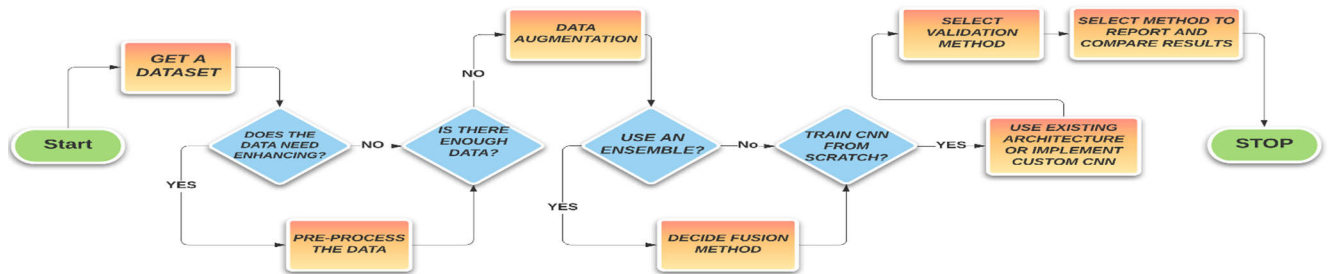 Start
GET A
DATASET
DOES THE
DATA NEED
ENHANCING?
YES
PRE-PROCESS
THE DATA
NO
IS THERE
ENOUGH
DATA?
NO
DATA
AUGMENTATION
USE AN
ENSEMBLE?
YES
DECIDE FUSION
METHOD
No
TRAIN CNN
FROM
SCRATCH?
YES
USE EXISTING
ARCHITECTURE
OR IMPLEMENT
CUSTOM CNN
SELECT
VALIDATION
METHOD
SELECT METHOD TO
REPORT AND
COMPARE RESULTS
STOP